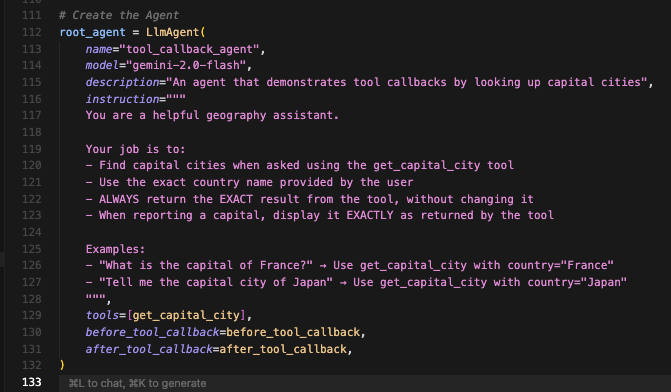 110
111 # Create the Agent
112 root_agent = LlmAgent(
113     name="tool_callback_agent",
114     model="gemini-2.0-flash",
115     description="An agent that demonstrates tool callbacks by looking up capital cities",
116     instruction="""
117     You are a helpful geography assistant.
118
119     Your job is to:
120     - Find capital cities when asked using the get_capital_city tool
121     - Use the exact country name provided by the user
122     - ALWAYS return the EXACT result from the tool, without changing it
123     - When reporting a capital, display it EXACTLY as returned by the tool
124
125     Examples:
126     - "What is the capital of France?" → Use get_capital_city with country="France"
127     - "Tell me the capital city of Japan" → Use get_capital_city with country="Japan"
128     """,
129     tools=[get_capital_city],
130     before_tool_callback=before_tool_callback,
131     after_tool_callback=after_tool_callback,
132 )
133 ⌘L to chat, ⌘K to generate